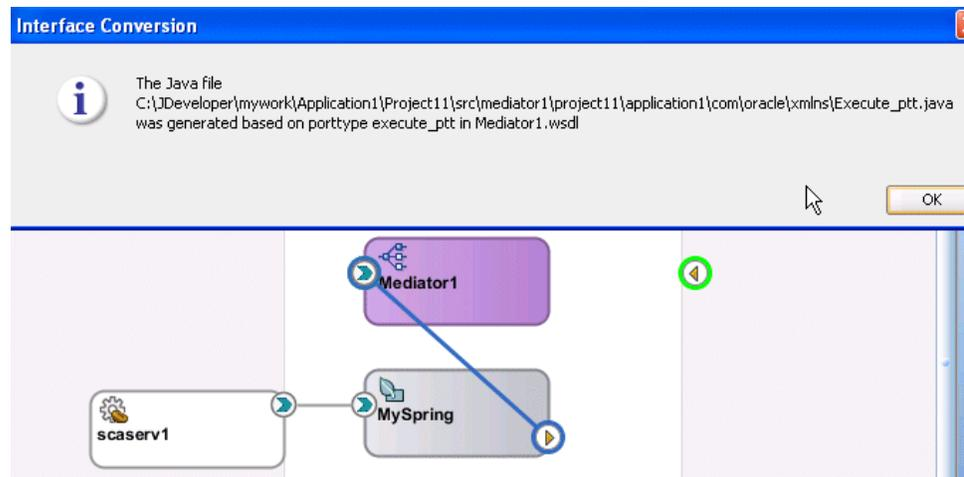 Interface Conversion
The Java file
C:\JDeveloper\mywork\Application1\Project11\src\mediator1\project11\application1\com\oracle\xmlns\Execute_ptt.java
was generated based on porttype execute_ptt in Mediator1.wsdl
OK
Mediator1
MySpring
scaserv1